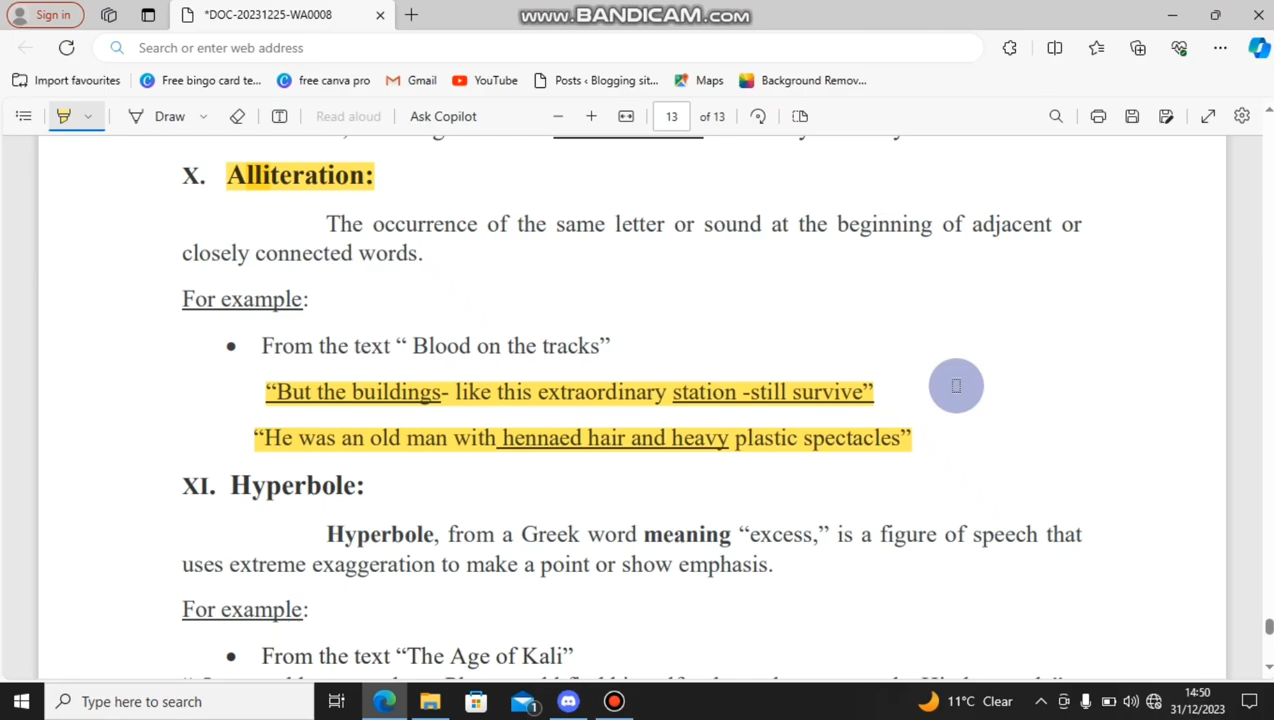 Sign in
*DOC-20231225-WA0008
www.BANDICAM.com
Search or enter web address
Import favourites
Free bingo card te...
free canva pro
Gmail
YouTube
Posts ‹ Blogging sit...
Maps
Background Remov...
Draw
Read aloud
Ask Copilot
13
of 13
X. Alliteration:
The occurrence of the same letter or sound at the beginning of adjacent or
closely connected words.
For example:
• From the text “ Blood on the tracks”
“But the buildings- like this extraordinary station -still survive”
“He was an old man with hennaed hair and heavy plastic spectacles”
XI. Hyperbole:
Hyperbole, from a Greek word meaning “excess,” is a figure of speech that
uses extreme exaggeration to make a point or show emphasis.
For example:
• From the text “The Age of Kali”
Type here to search
1
11°C Clear
14:50
31/12/2023